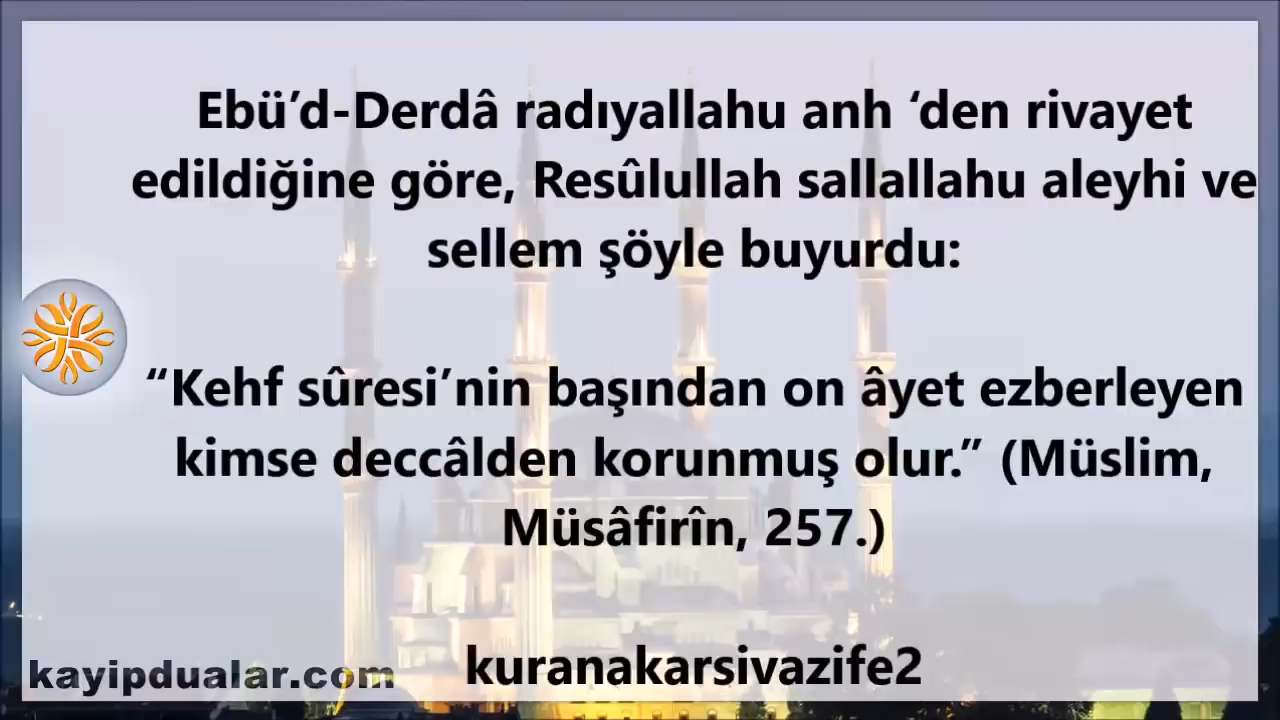 Ebü’d-Derdâ radıyallahu anh ‘den rivayet
edildiğine göre, Resûlullah sallallahu aleyhi ve
sellem şöyle buyurdu:
“Kehf sûresi’nin başından on âyet ezberleyen
kimse deccâlden korunmuş olur.” (Müslim,
Müsâfirîn, 257.)
kuranakarsivazife2
kayipdualar.com